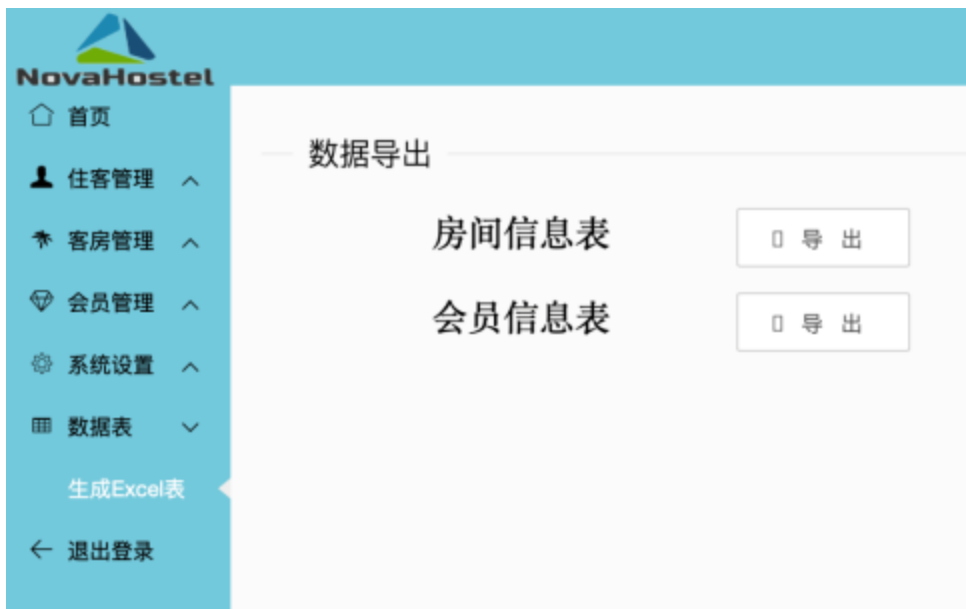 NovaHostel
首页
住客管理
客房管理
会员管理
系统设置
数据表
生成Excel表
退出登录
数据导出
房间信息表
导出
会员信息表
导出